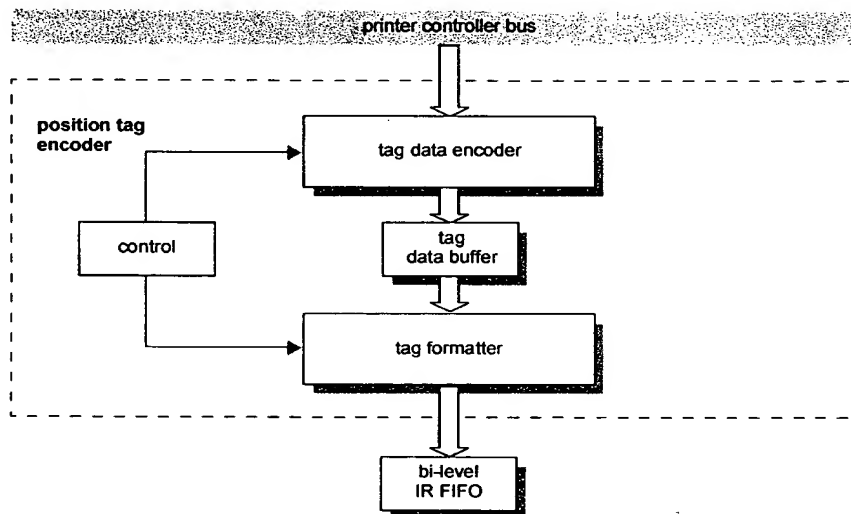 printer controller bus
position tag
encoder
tag data encoder
control
tag
data buffer
tag formatter
bi-level
IR FIFO